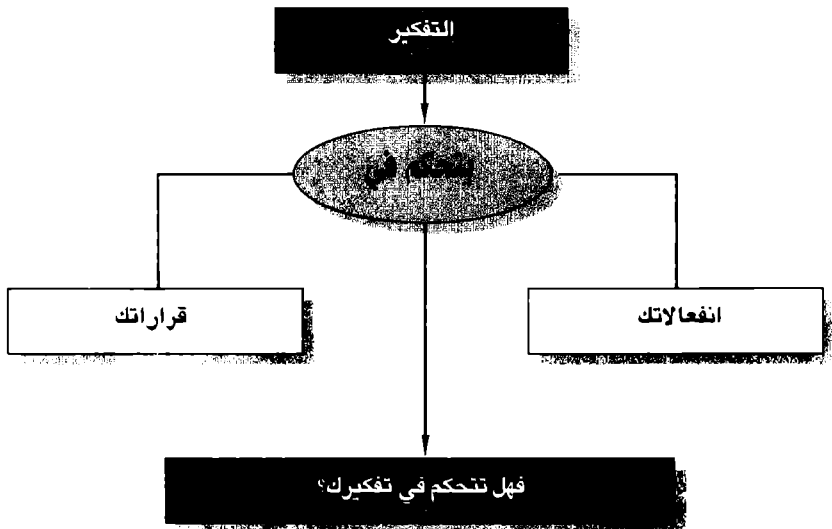 التفكير
يتحكم في
انفعالاتك
قراراتك
فهل تتحكم في تفكيرك؟